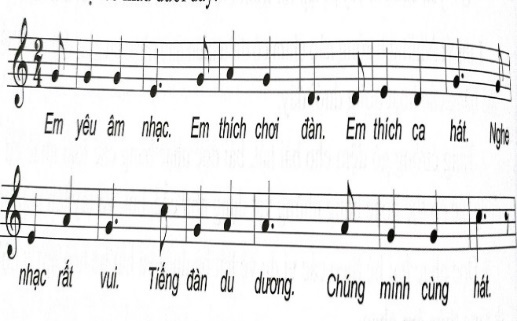 Em yêu âm nhạc. Em thích chơi đàn. Em thích ca hát. Nghe
nhạc rất vui. Tiếng đàn du dương. Chúng mình cùng hát.